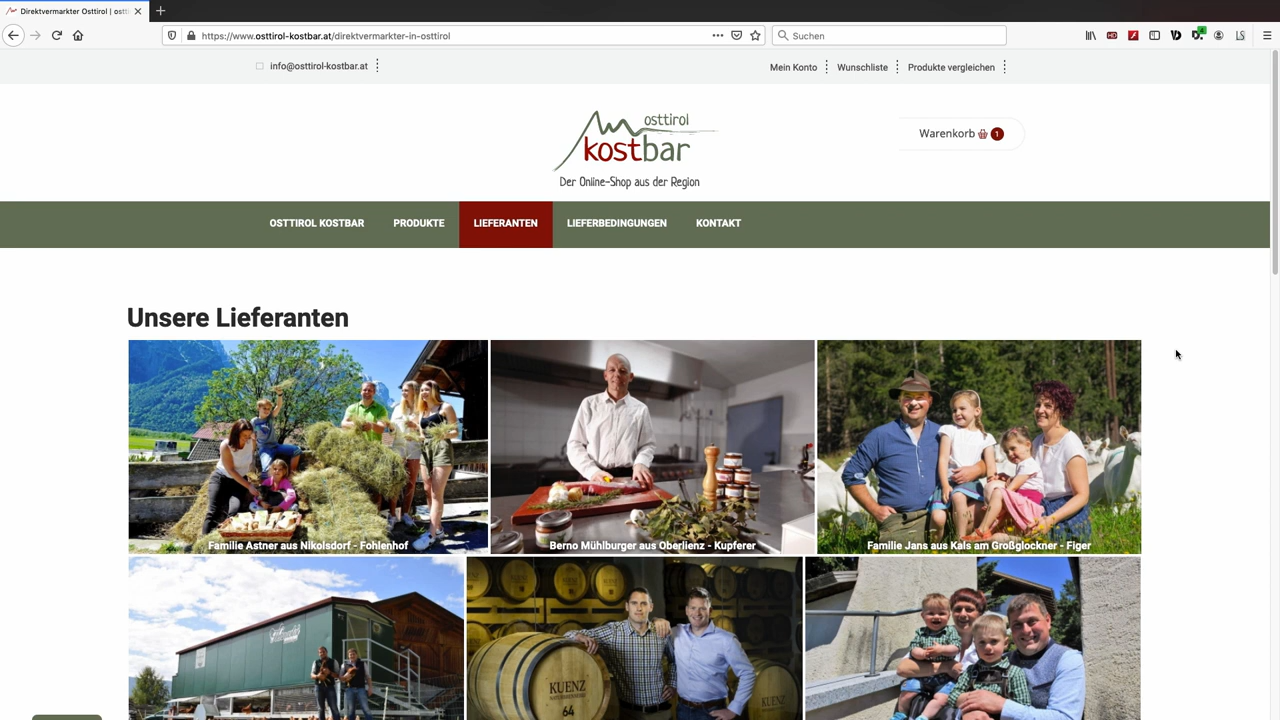 Direktvermarkter Osttirol | ostti
https://www.osttirol-kostbar.at/direktvermarkter-in-osttirol
Suchen
info@osttirol-kostbar.at
Mein Konto
Wunschliste
Produkte vergleichen
osttirol
kostbar
Der Online-Shop aus der Region
Warenkorb 1
OSTTIROL KOSTBAR PRODUKTE LIEFERANTEN LIEFERBEDINGUNGEN KONTAKT
Unsere Lieferanten
Familie Astner aus Nikolsdorf - Fohlenhof
Berno Mühlburger aus Oberlienz - Kupferer
Familie Jans aus Kals am Großglockner - Figer
KUENZ
64